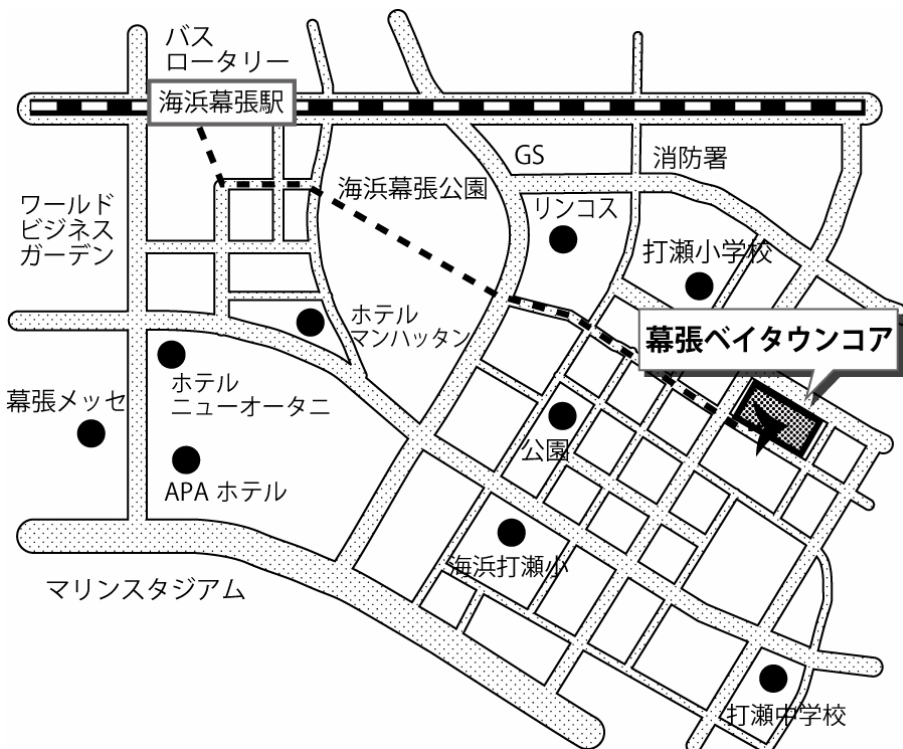 バス
ロータリー
海浜幕張駅
GS
消防署
海浜幕張公園
ワールド
ビジネス
ガーデン
リンコス
打瀬小学校
ホテル
マンハッタン
幕張ベイタウンコア
ホテル
ニューオータニ
幕張メッセ
公園
APA ホテル
海浜打瀬小
マリンスタジアム
打瀬中学校